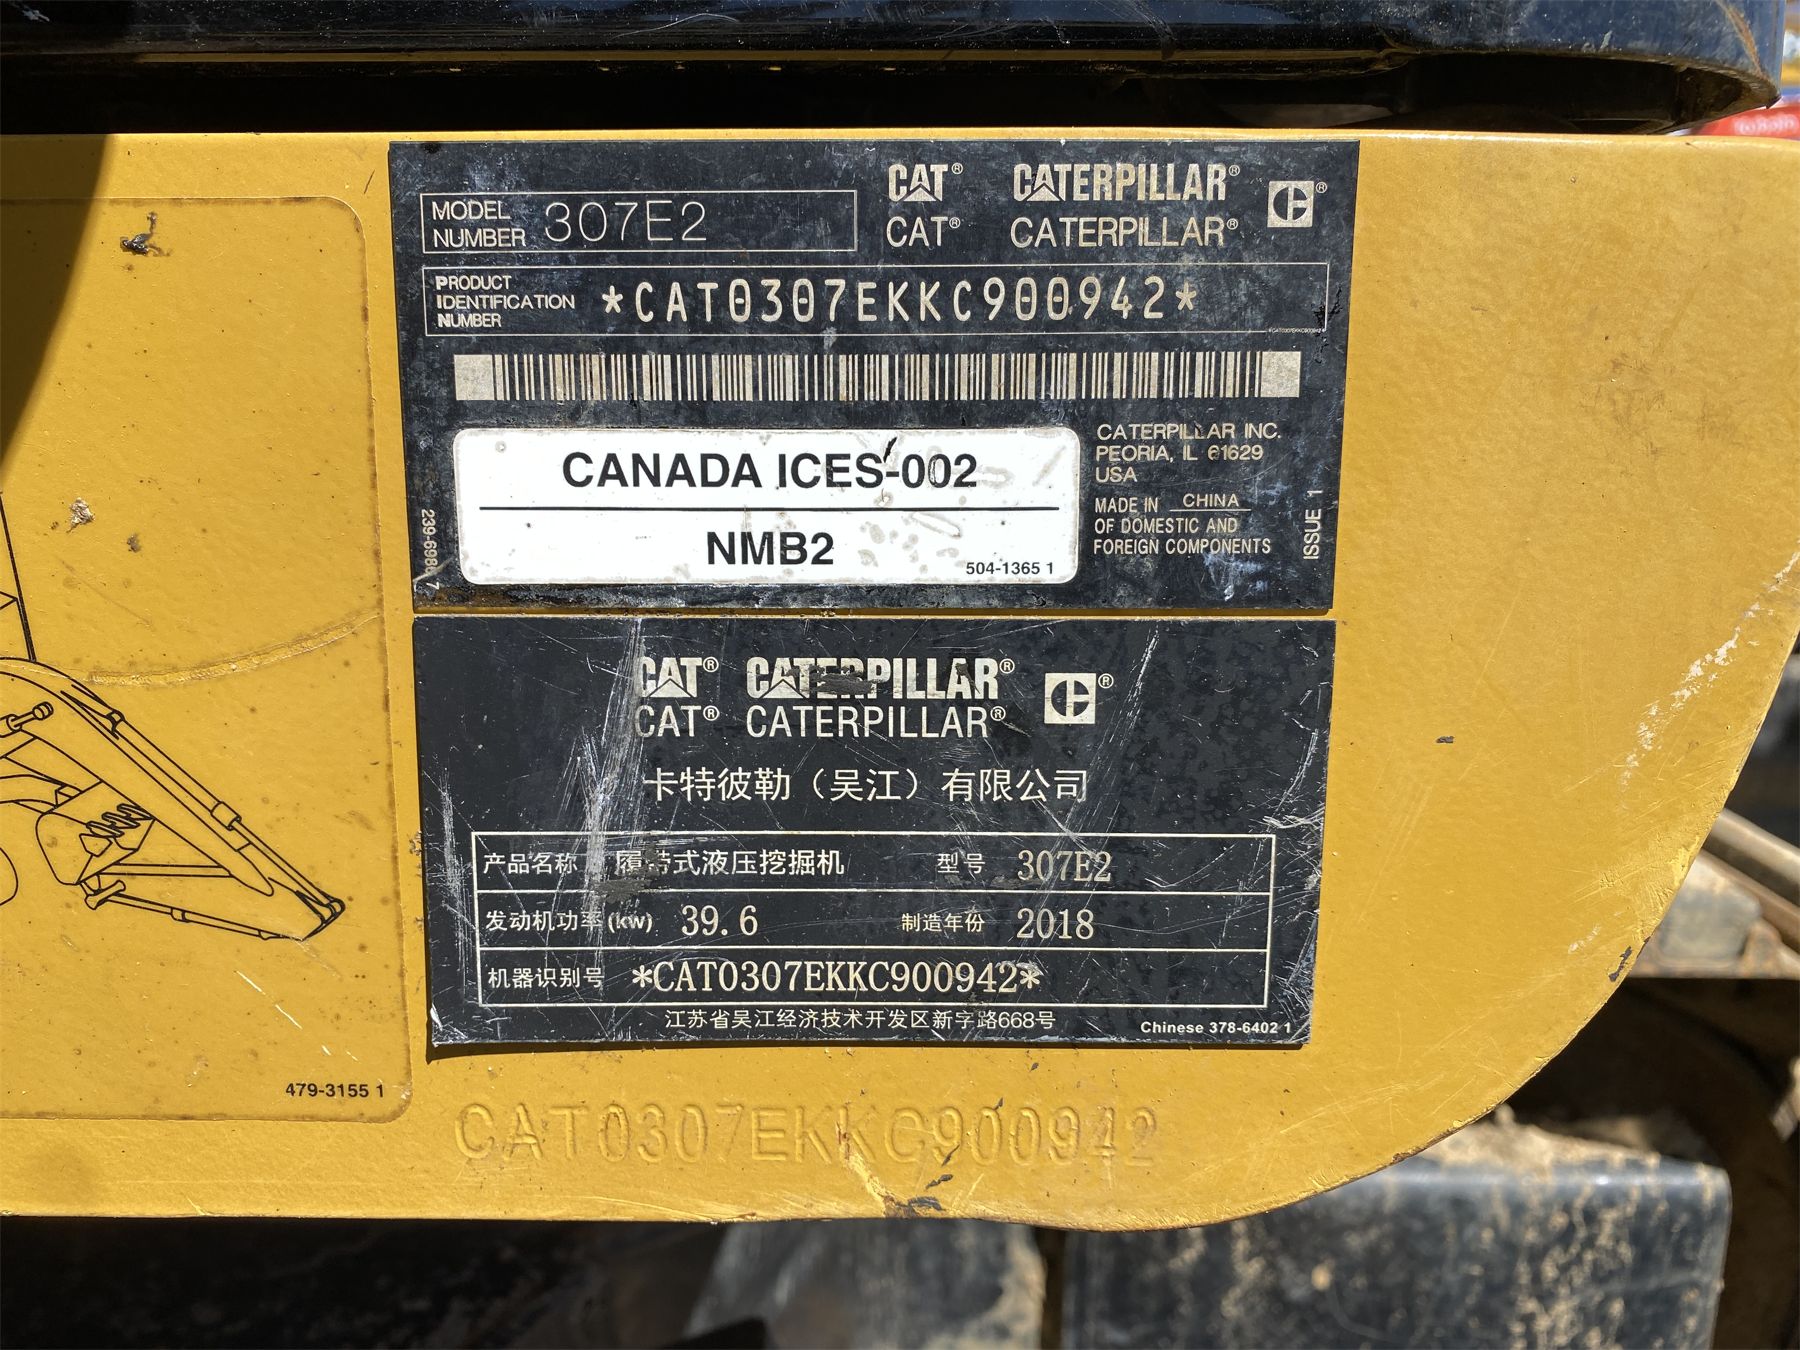 MODEL NUMBER 307E2
CAT® CATERPILLAR®
CAT® CATERPILLAR®
PRODUCT IDENTIFICATION NUMBER *CAT0307EKKC900942*
*CAT0307EKKC900942*
CANADA ICES-002
NMB2
504-1365 1
CATERPILLAR INC.
PEORIA, IL 61629
USA
MADE IN CHINA
OF DOMESTIC AND
FOREIGN COMPONENTS
ISSUE 1
CAT® CATERPILLAR®
CAT® CATERPILLAR®
卡特彼勒（吴江）有限公司
产品名称 履带式液压挖掘机 型号 307E2
发动机功率(kW) 39.6 制造年份 2018
机器识别号 *CAT0307EKKC900942*
江苏省吴江经济技术开发区新字路668号
Chinese 378-6402 1
479-3155 1
CAT0307EKKC900942